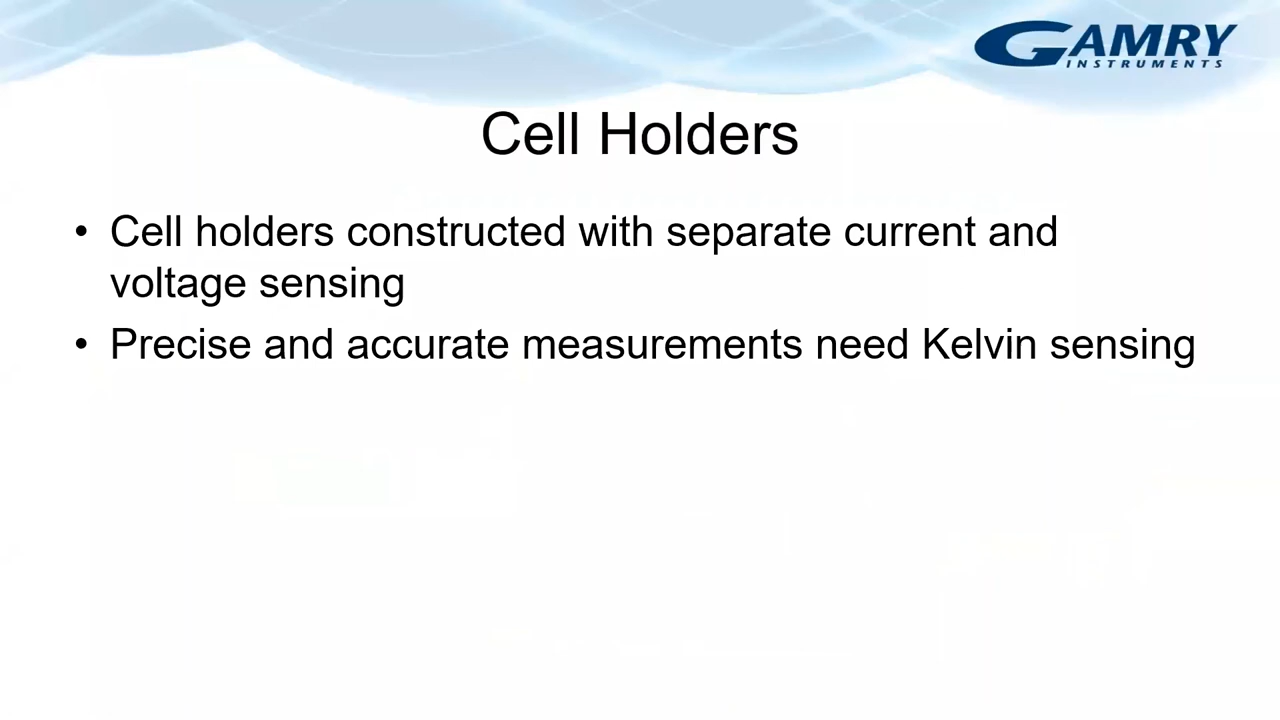 GAMRY
INSTRUMENTS
Cell Holders
• Cell holders constructed with separate current and
voltage sensing
• Precise and accurate measurements need Kelvin sensing